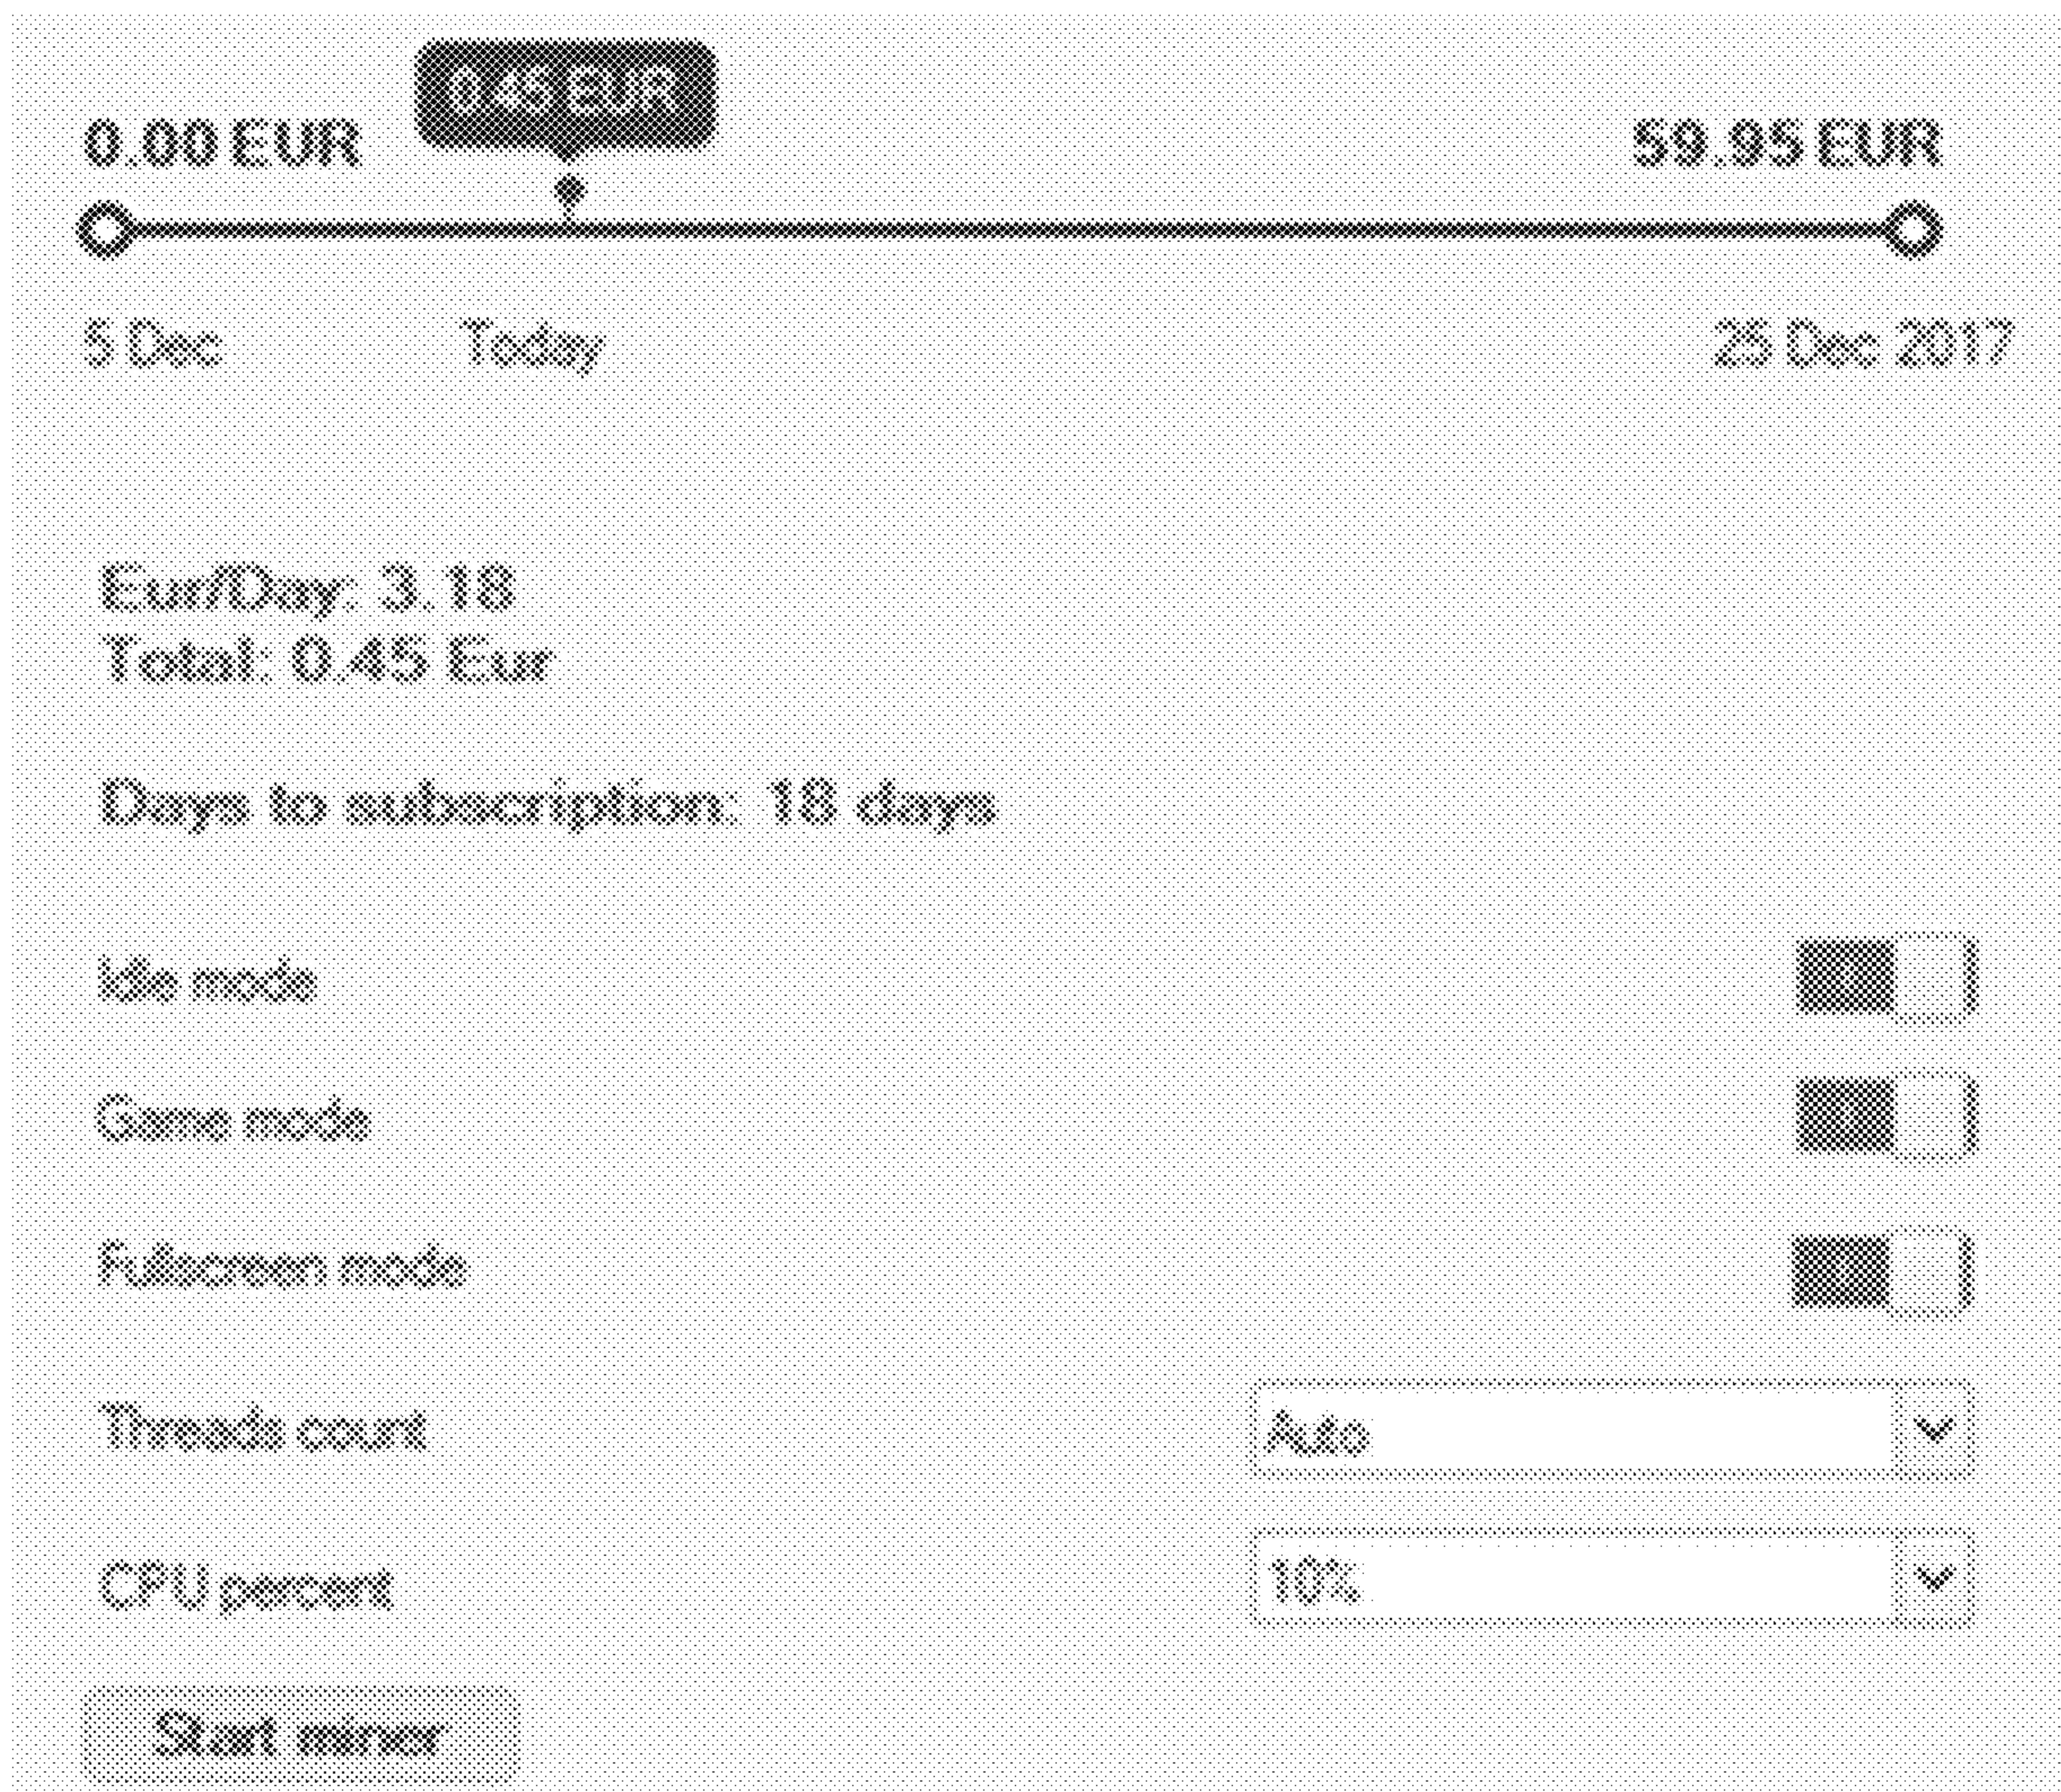 0.45 EUR
0.00 EUR
59.95 EUR
5 Dec
Today
25 Dec 2017
Eur/Day: 3.18
Total: 0.45 Eur
Days to subscription: 18 days
Idle mode
Game mode
Fullscreen mode
Threads count
Auto
CPU percent
10%
Start miner